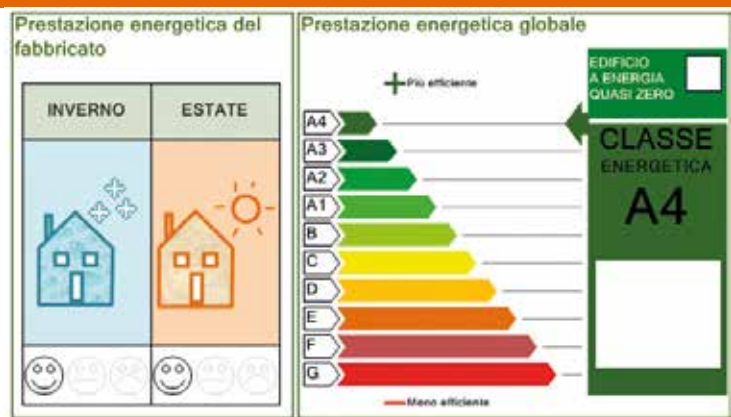 Prestazione energetica del
fabbricato
INVERNO
ESTATE
Prestazione energetica globale
Più efficiente
A4
A3
A2
A1
B
C
D
E
F
G
Meno efficiente
EDIFICIO
A ENERGIA
QUASI ZERO
CLASSE
ENERGETICA
A4